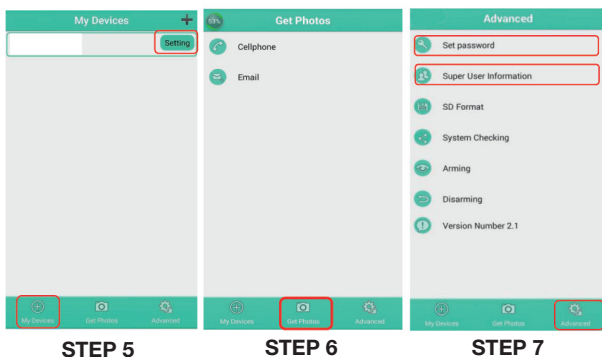 My Devices +
Setting
My Devices
Get Photos
Advanced
STEP 5
Get Photos
Cellphone
Email
My Devices
Get Photos
Advanced
STEP 6
Advanced
Set password
Super User Information
SD Format
System Checking
Arming
Disarming
Version Number 2.1
My Devices
Get Photos
Advanced
STEP 7